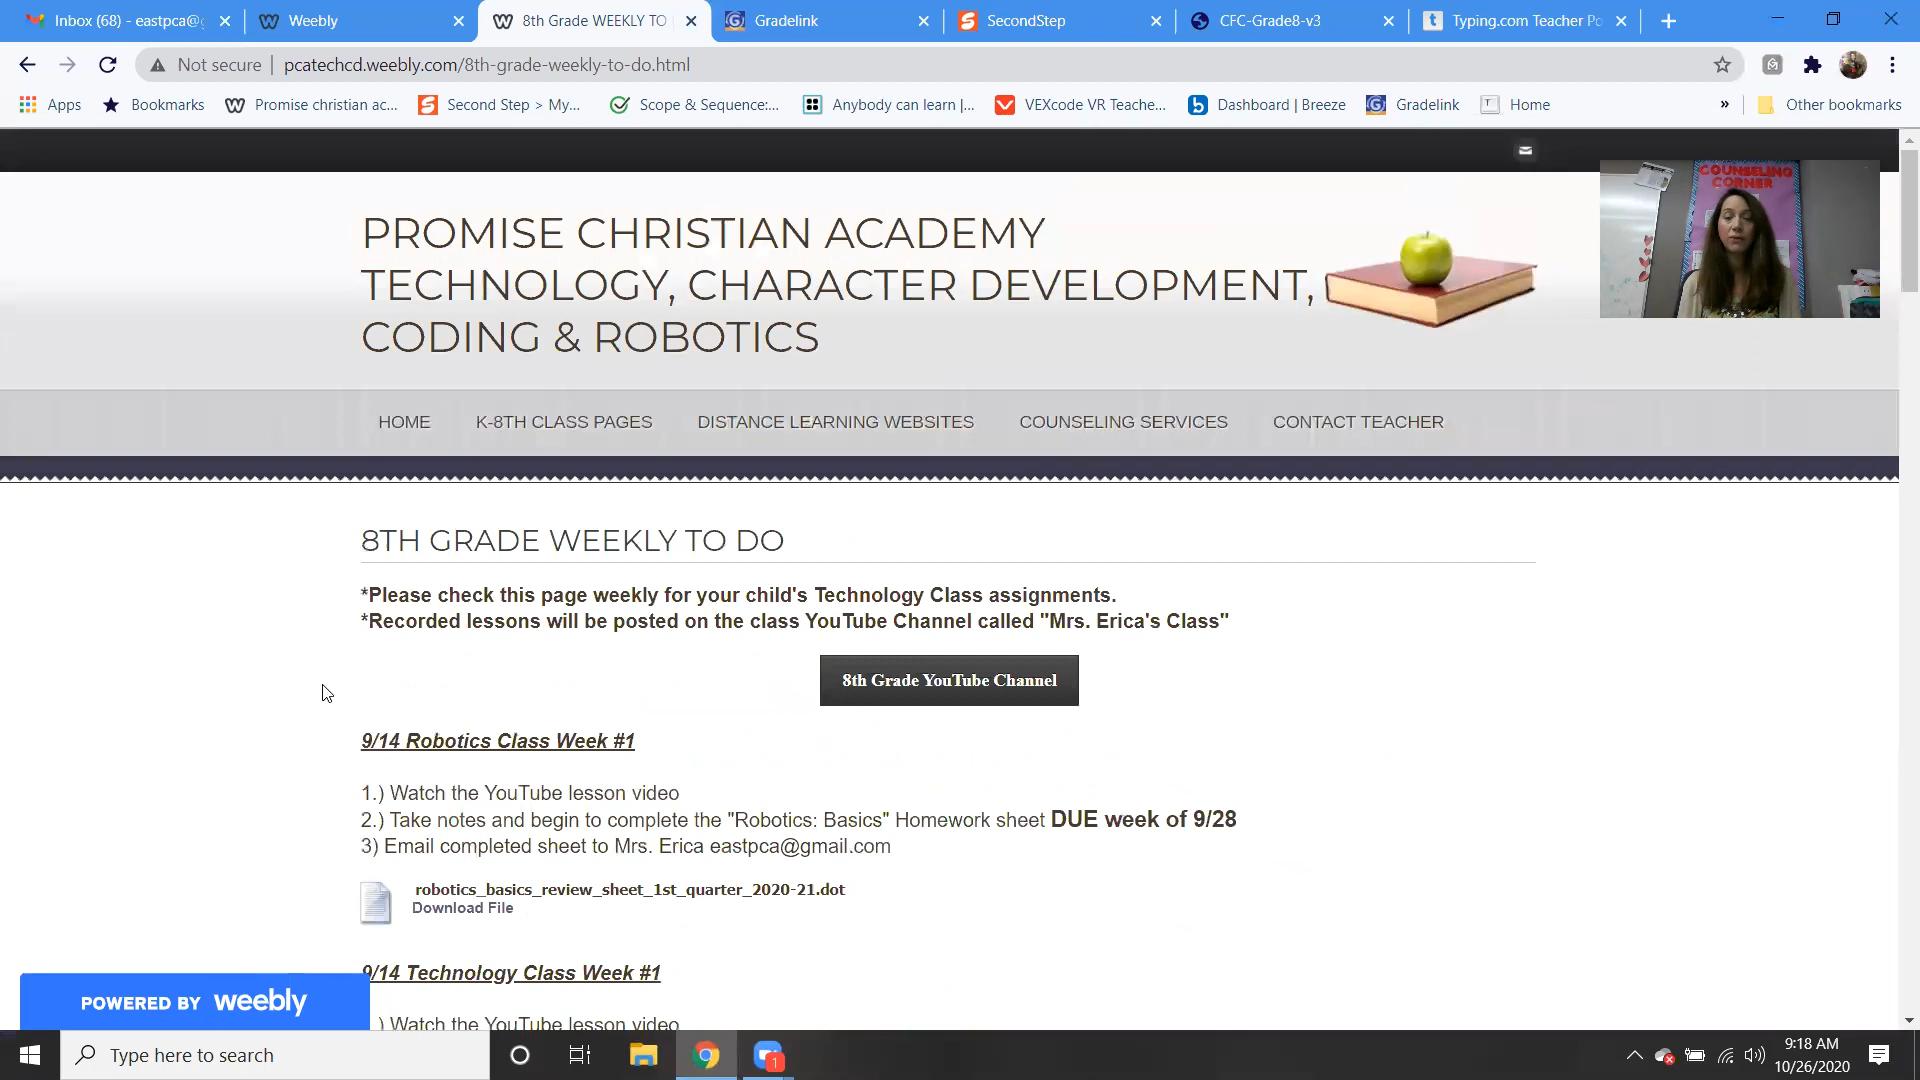 Inbox (68) - eastpca@g
Weebly
8th Grade WEEKLY TO
Gradelink
SecondStep
CFC-Grade8-v3
Typing.com Teacher Po
Not secure
pcatechcd.weebly.com/8th-grade-weekly-to-do.html
Apps
Bookmarks
Promise christian ac...
Second Step > My...
Scope & Sequence:...
Anybody can learn |...
VEXcode VR Teache...
Dashboard | Breeze
Gradelink
Home
»
Other bookmarks
COUNSELING
CORNER
PROMISE CHRISTIAN ACADEMY
TECHNOLOGY, CHARACTER DEVELOPMENT,
CODING & ROBOTICS
HOME
K-8TH CLASS PAGES
DISTANCE LEARNING WEBSITES
COUNSELING SERVICES
CONTACT TEACHER
8TH GRADE WEEKLY TO DO
*Please check this page weekly for your child's Technology Class assignments.
*Recorded lessons will be posted on the class YouTube Channel called "Mrs. Erica's Class"
8th Grade YouTube Channel
9/14 Robotics Class Week #1
1.) Watch the YouTube lesson video
2.) Take notes and begin to complete the "Robotics: Basics" Homework sheet DUE week of 9/28
3) Email completed sheet to Mrs. Erica eastpca@gmail.com
robotics_basics_review_sheet_1st_quarter_2020-21.dot
Download File
9/14 Technology Class Week #1
.) Watch the YouTube lesson video
POWERED BY weebly
Type here to search
1
9:18 AM
10/26/2020